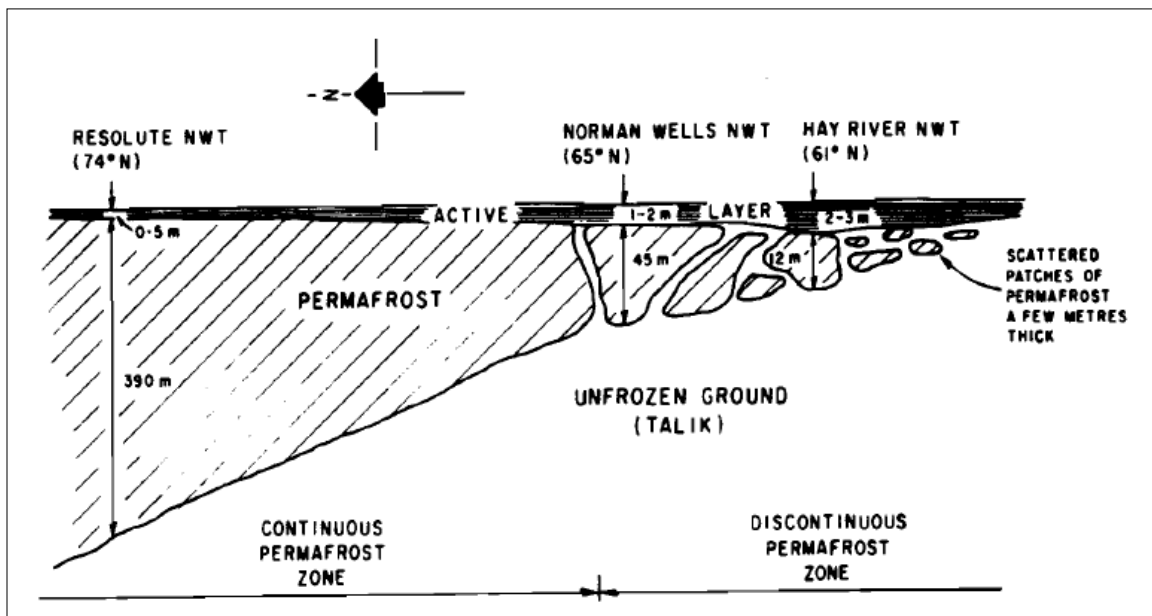 -N-
RESOLUTE NWT
(74°N)
NORMAN WELLS NWT
(65°N)
HAY RIVER NWT
(61°N)
ACTIVE
1-2 m
LAYER
2-3 m
0·5 m
45 m
12 m
PERMAFROST
SCATTERED
PATCHES OF
PERMAFROST
A FEW METRES
THICK
390 m
UNFROZEN GROUND
(TALIK)
CONTINUOUS
PERMAFROST
ZONE
DISCONTINUOUS
PERMAFROST
ZONE